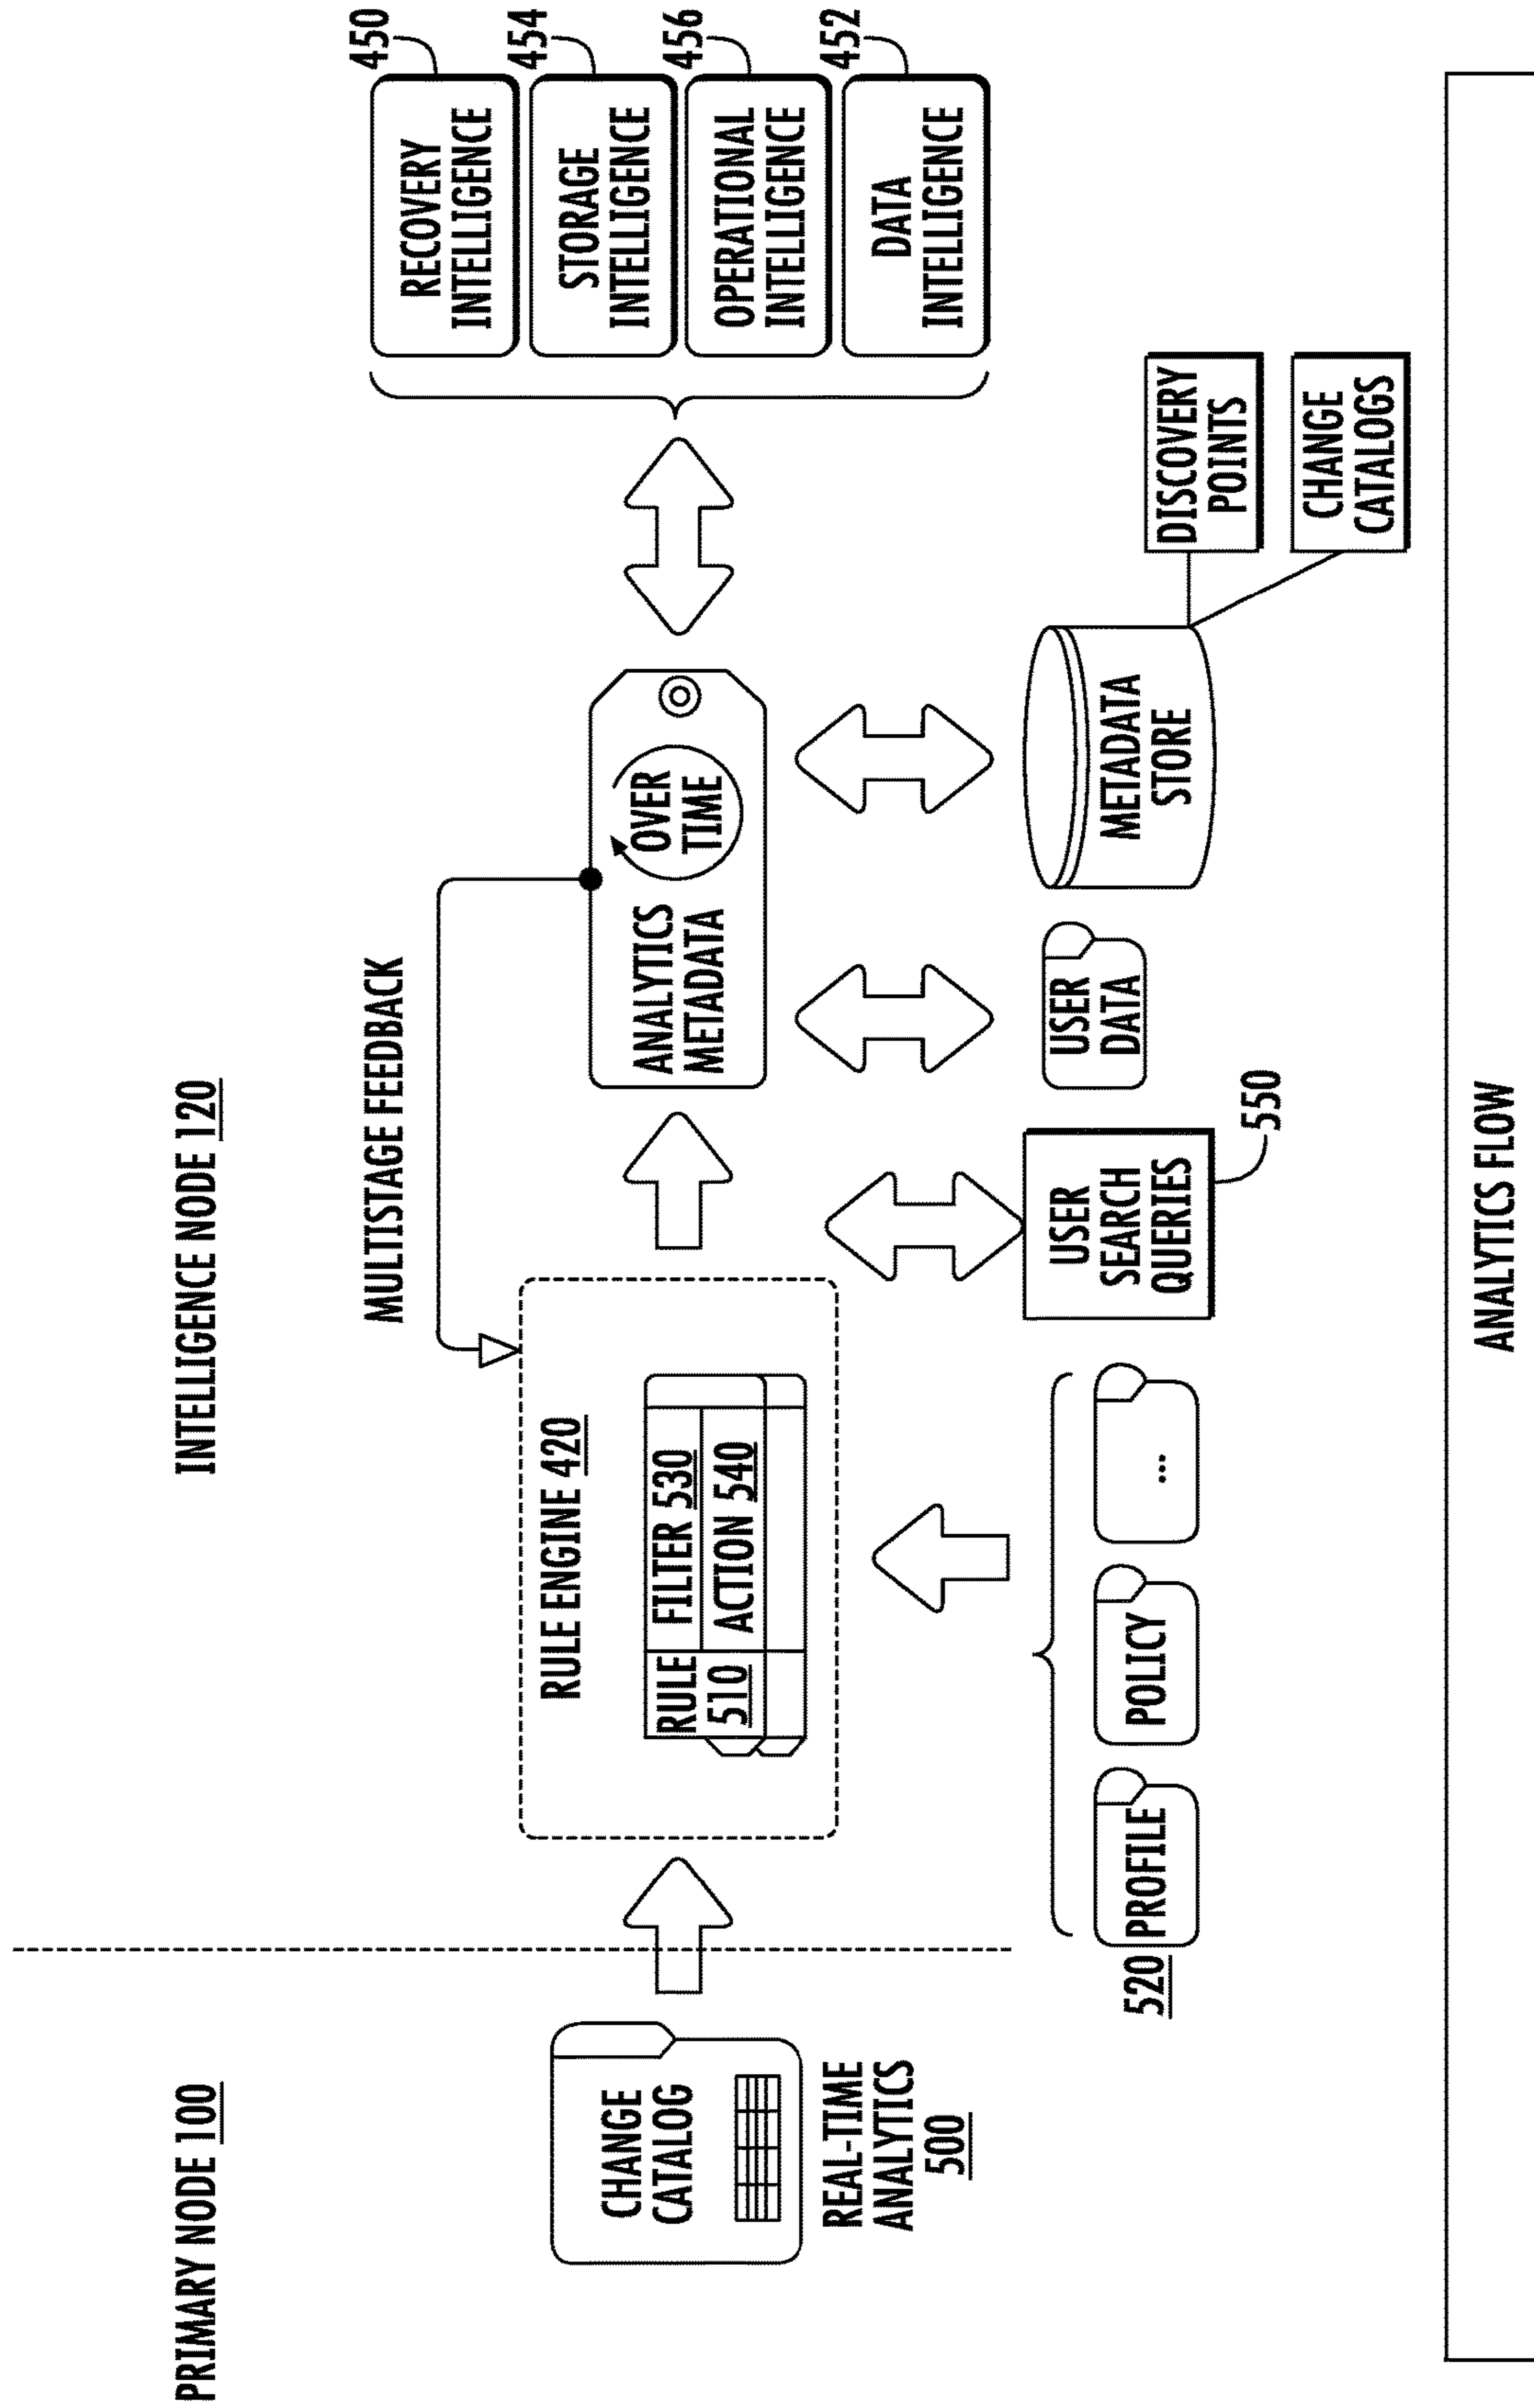 PRIMARY NODE 100
INTELLIGENCE NODE 120
MULTISTAGE FEEDBACK
CHANGE
CATALOG
REAL-TIME
ANALYTICS
500
RULE ENGINE 420
RULE
510
FILTER 530
ACTION 540
ANALYTICS
METADATA
OVER
TIME
RECOVERY
INTELLIGENCE
450
STORAGE
INTELLIGENCE
454
OPERATIONAL
INTELLIGENCE
456
DATA
INTELLIGENCE
452
520
PROFILE
POLICY
...
USER
SEARCH
QUERIES
550
USER
DATA
METADATA
STORE
DISCOVERY
POINTS
CHANGE
CATALOGS
ANALYTICS FLOW